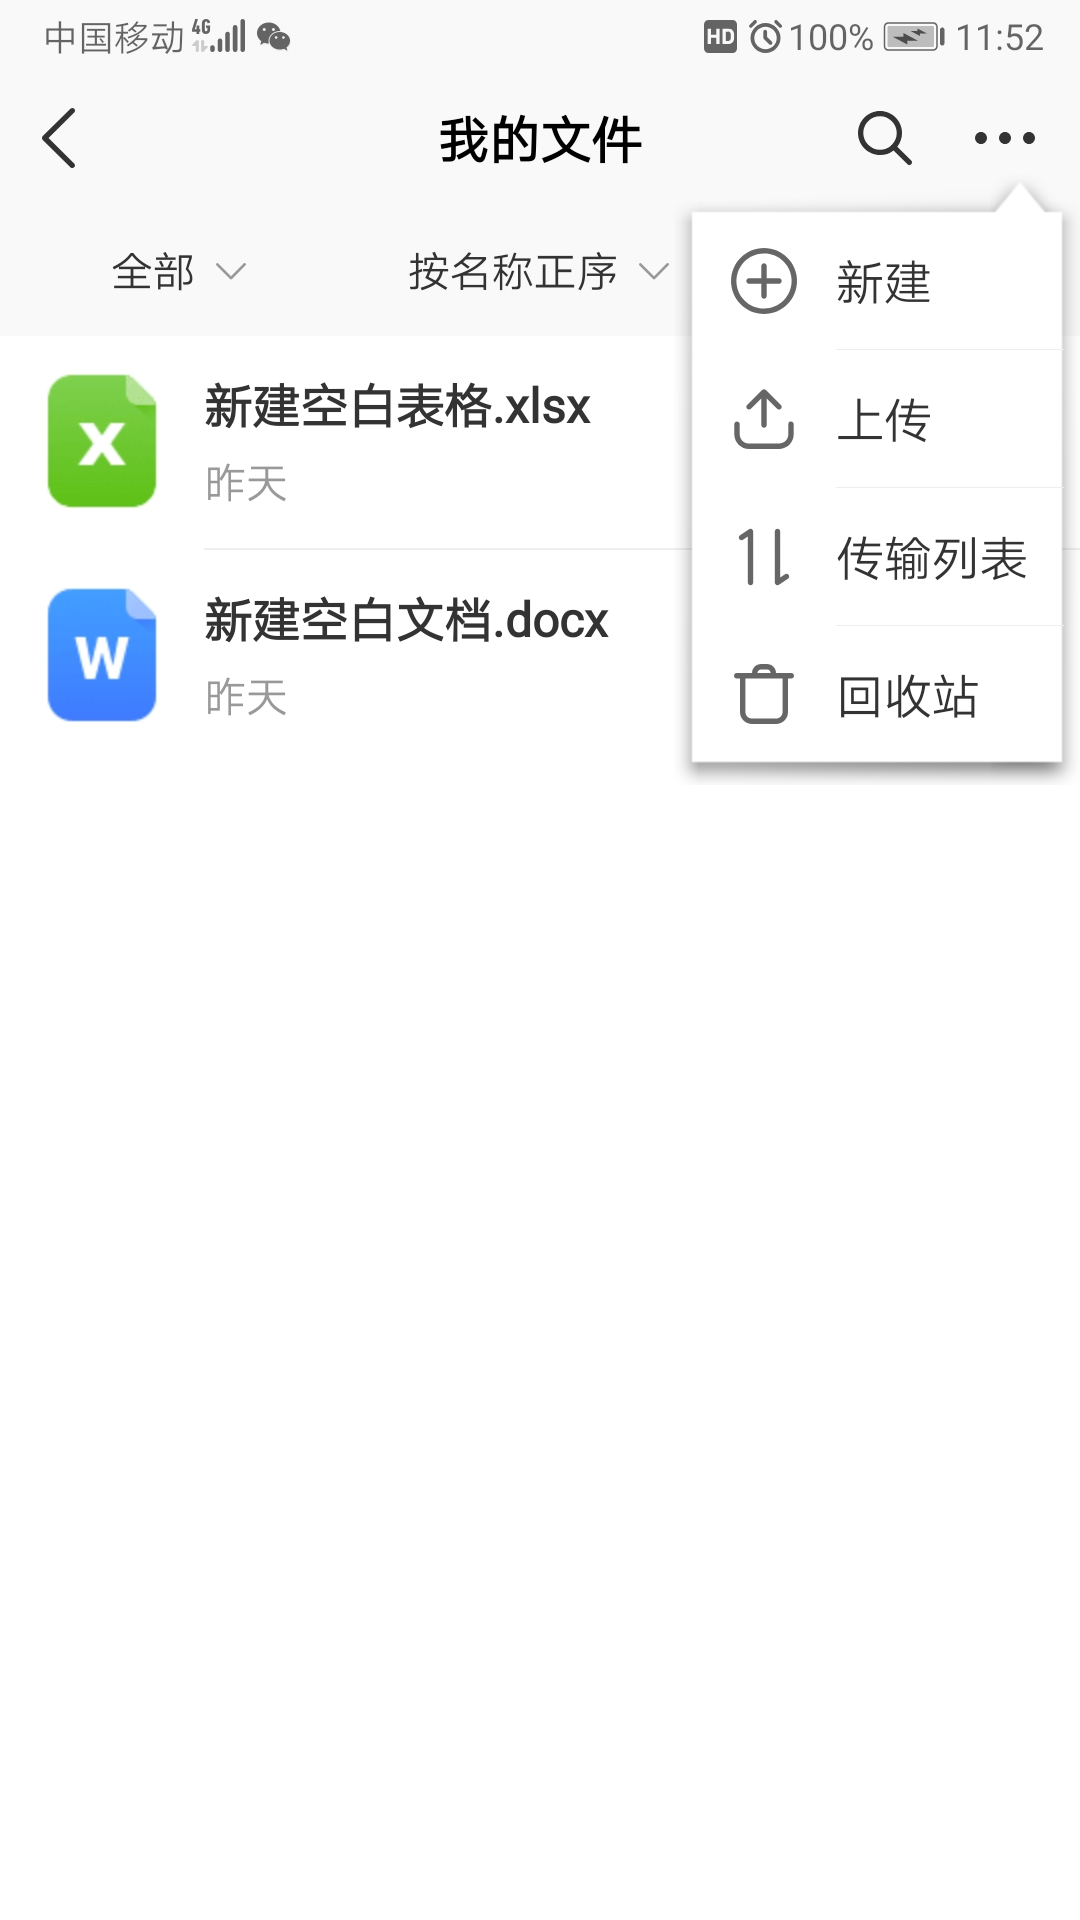 中国移动 4G HD 100% 11:52
我的文件
全部 按名称正序
新建
上传
传输列表
回收站
X 新建空白表格.xlsx
昨天
W 新建空白文档.docx
昨天